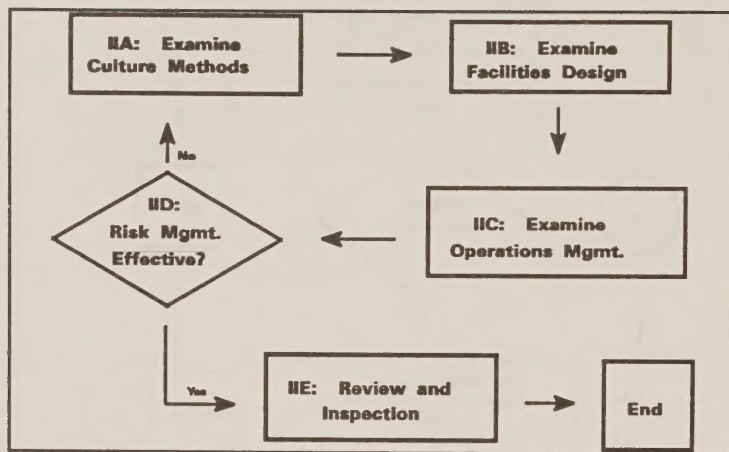 IIA: Examine
Culture Methods
IIB: Examine
Facilities Design
No
IID:
Risk Mgmt.
Effective?
IIC: Examine
Operations Mgmt.
Yes
IIE: Review and
Inspection
End